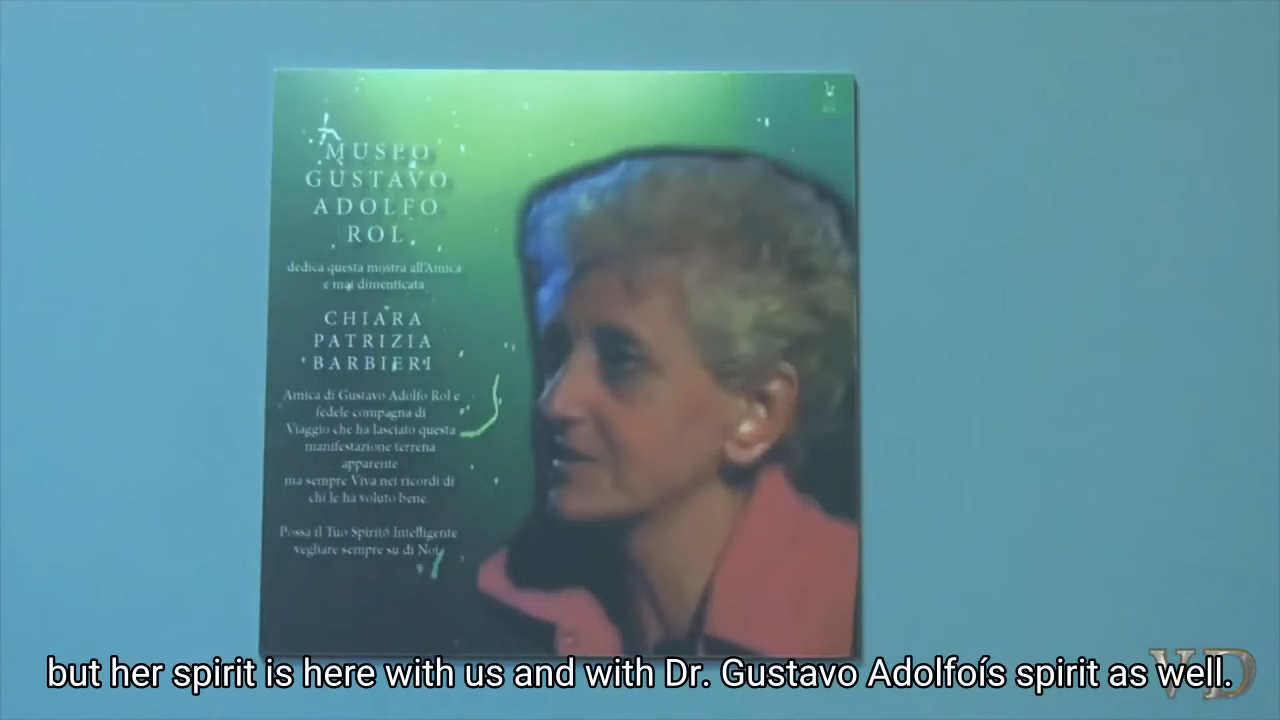 MUSEO
GUSTAVO
ADOLFO
ROL
dedica questa mostra all'Amica
e mai dimenticata
CHIARA
PATRIZIA
BARBIERI
Amica di Gustavo Adolfo Rol e
fedele compagna di
Viaggio che ha lasciato questa
manifestazione terrena
apparente
ma sempre Viva nei ricordi di
chi le ha voluto bene.
Possa il Tuo Spirito Intelligente
vegliare sempre su di Noi
but her spirit is here with us and with Dr. Gustavo Adolfoís spirit as well.
VD